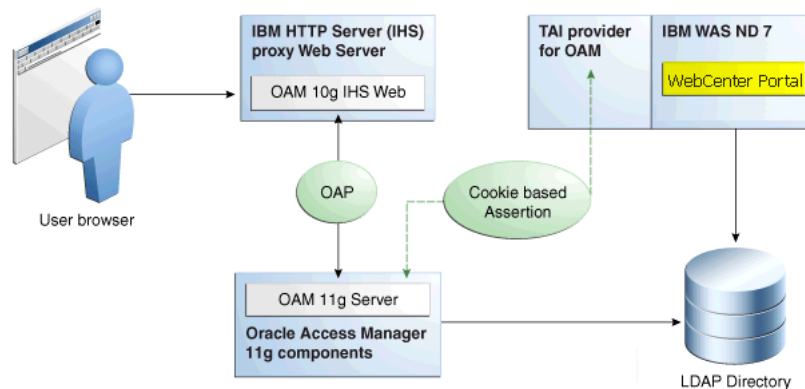 IBM HTTP Server (IHS)
proxy Web Server
OAM 10g IHS Web
TAI provider
for OAM
IBM WAS ND 7
WebCenter Portal
User browser
OAP
Cookie based
Assertion
OAM 11g Server
Oracle Access Manager
11g components
LDAP Directory